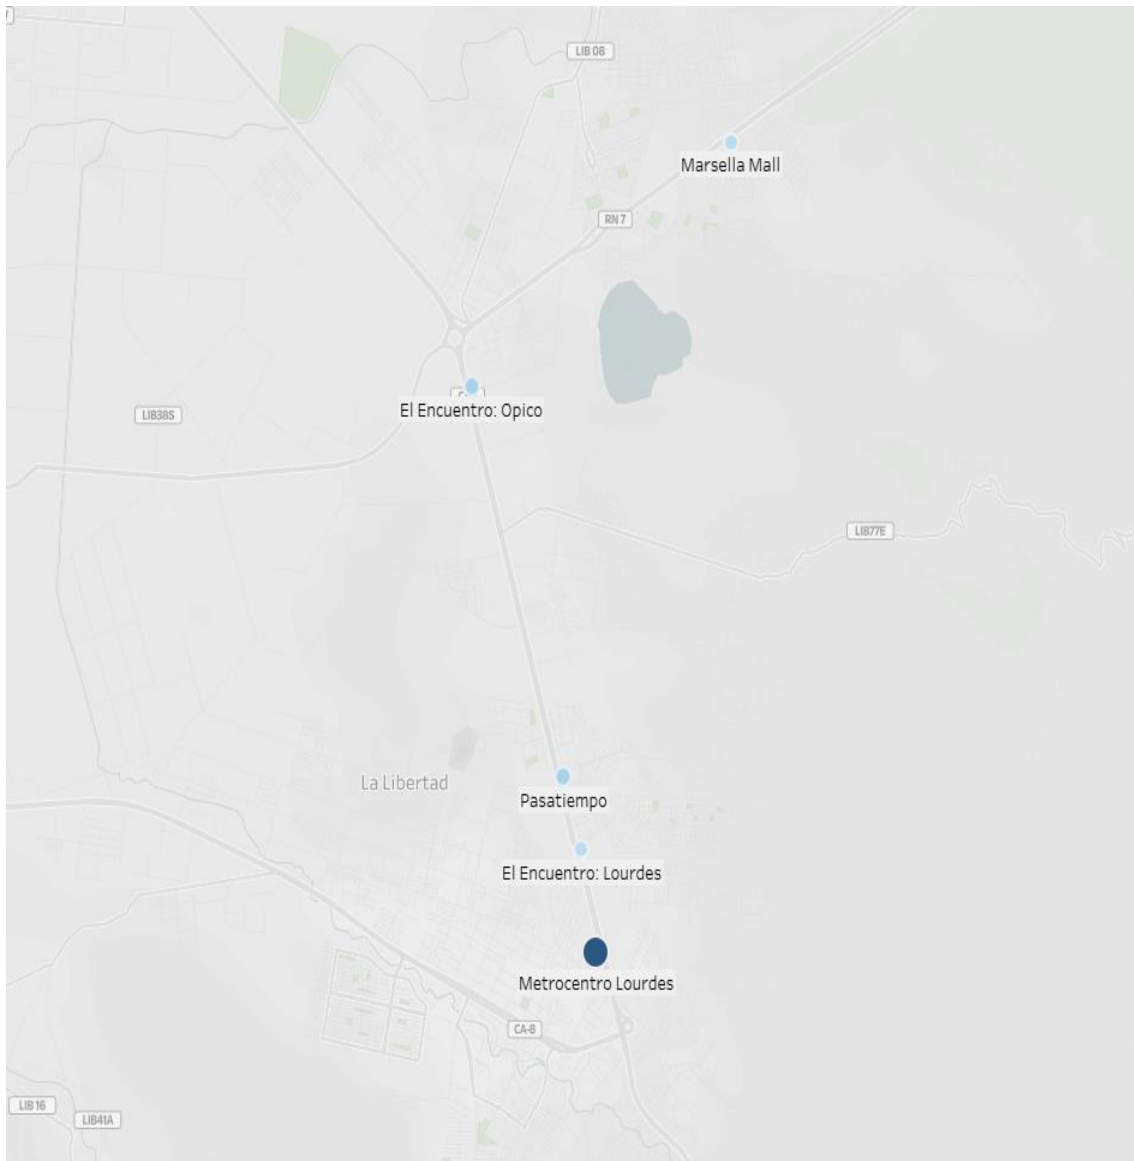 LIB 08
Marsella Mall
RN 7
El Encuentro: Opico
LIB38S
LIB77E
La Libertad
Pasatiempo
El Encuentro: Lourdes
Metrocentro Lourdes
CA-8
LIB 16
LIB41A